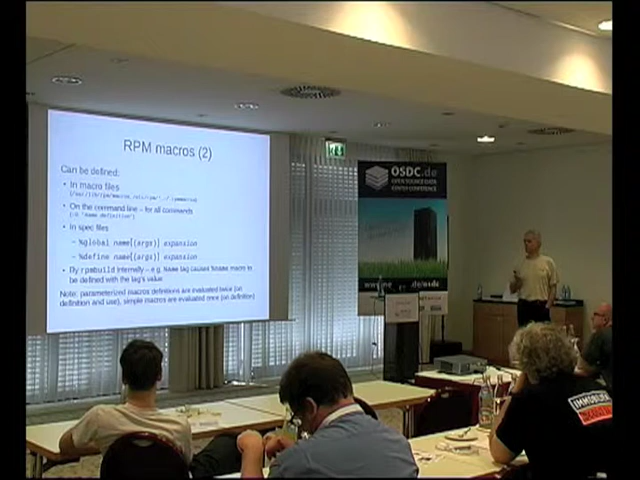 RPM macros (2)
Can be defined:
• In macro files
• On the command line – for all commands
• In spec files
– %global name[(args)] expansion
– %define name[(args)] expansion
• By rpmbuild internally – e.g. Name tag causes %name macro to
be defined with the tag's value
Note: parameterized macros definitions are evaluated twice (on
definition and use), simple macros are evaluated once (on definition)
OSDC.de
OPEN SOURCE DATA
CENTER CONFERENCE